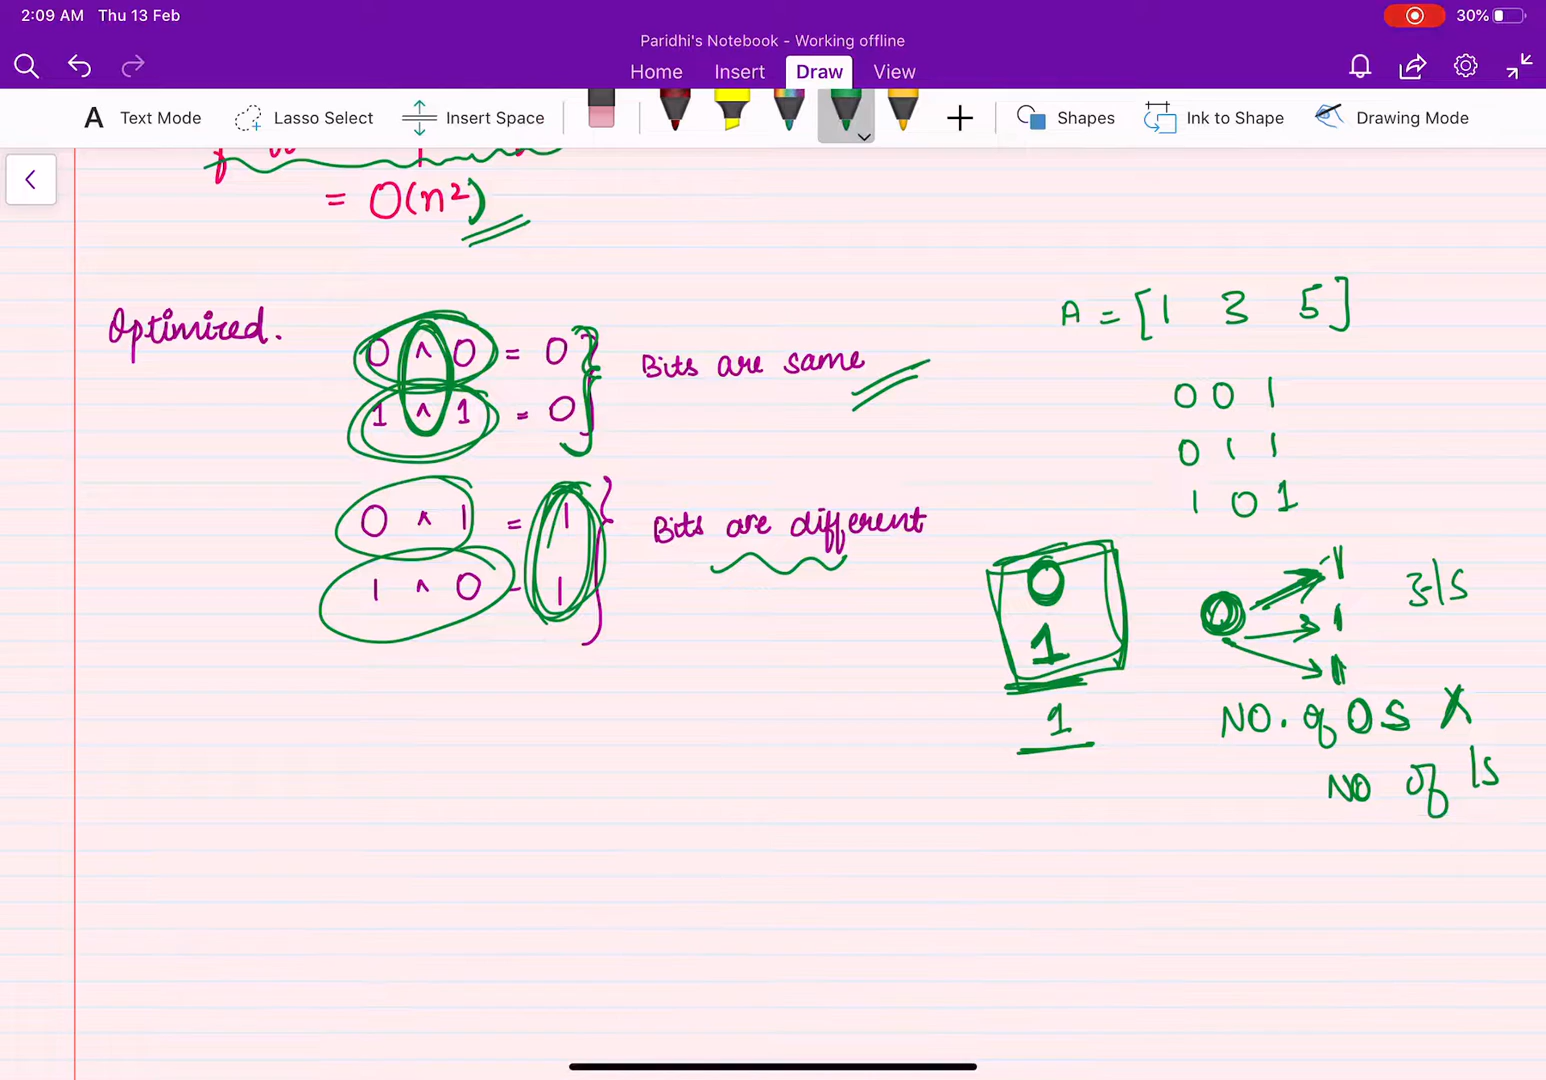 2:09 AM Thu 13 Feb
30%
Paridhi's Notebook - Working offline
Home Insert Draw View
A Text Mode Lasso Select Insert Space Shapes Ink to Shape Drawing Mode
= O(n²)
Optimized.
0 ^ 0 = 0
Bits are same
1 ^ 1 = 0
0 ^ 1 = 1
Bits are different
1 ^ 0 = 1
A = [1 3 5]
0 0 1
0 1 1
1 0 1
0
1
1
0
1
1
1
3-1s
NO. of 0s X
NO of 1s